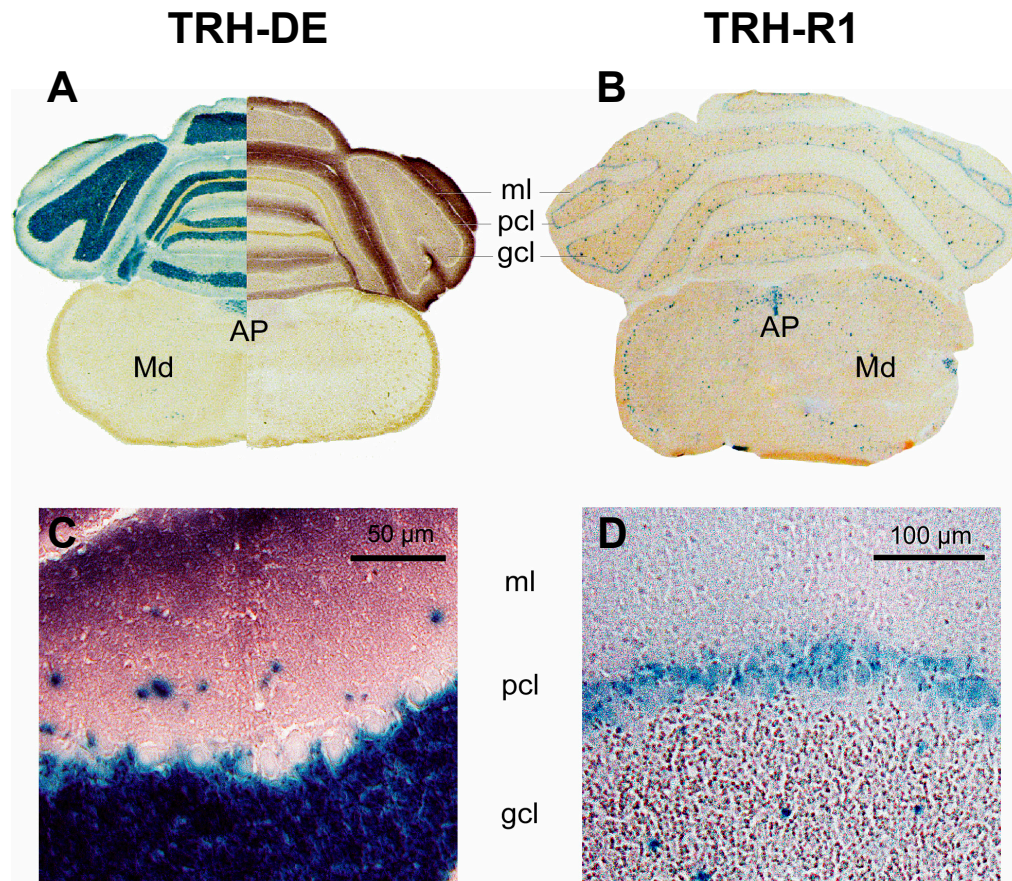 TRH-DE
TRH-R1
A
B
ml
pcl
gcl
AP
Md
AP
Md
C
50 µm
D
100 µm
ml
pcl
gcl